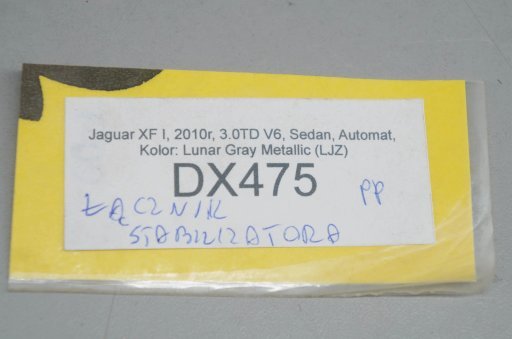 Jaguar XF I, 2010r, 3.0TD V6, Sedan, Automat,
Kolor: Lunar Gray Metallic (LJZ)
DX475
ŁĄCZNIK PP
STABILIZATORA